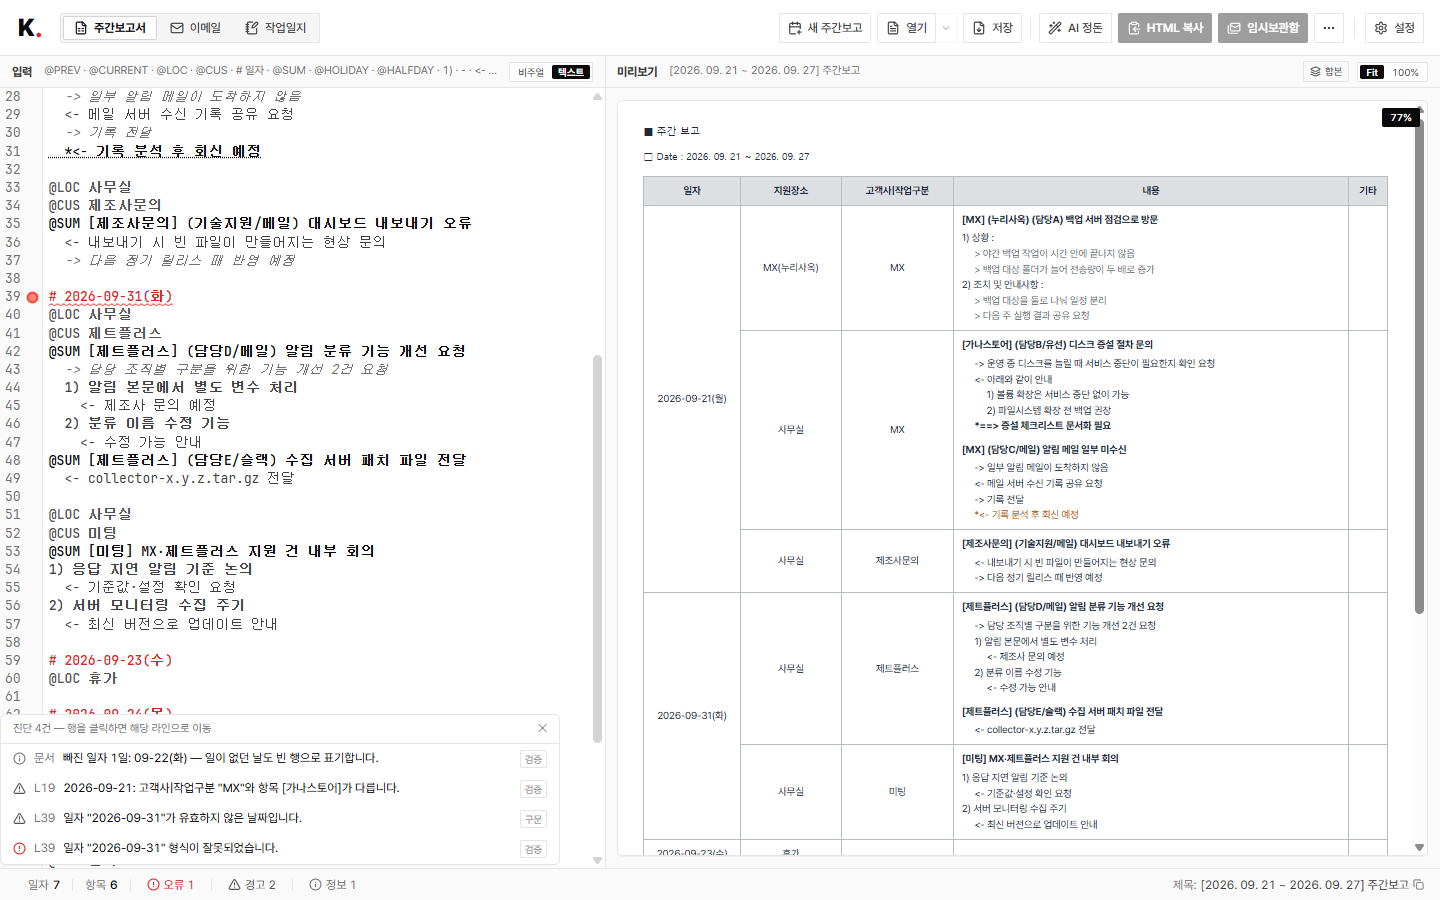 K.
주간보고서
이메일
작업일지
새 주간보고
열기
저장
AI 정돈
HTML 복사
임시보관함
설정
입력
@PREV · @CURRENT · @LOC · @CUS · # 일자 · @SUM · @HOLIDAY · @HALFDAY · 1) · - · <- ...
비주얼
텍스트
28 -> 일부 알림 메일이 도착하지 않음
29 <- 메일 서버 수신 기록 공유 요청
30 -> 기록 전달
31 *<- 기록 분석 후 회신 예정
32
33 @LOC 사무실
34 @CUS 제조사문의
35 @SUM [제조사문의] (기술지원/메일) 대시보드 내보내기 오류
36 <- 내보내기 시 빈 파일이 만들어지는 현상 문의
37 -> 다음 정기 릴리스 때 반영 예정
38
39 # 2026-09-31(화)
40 @LOC 사무실
41 @CUS 제트플러스
42 @SUM [제트플러스] (담당D/메일) 알림 분류 기능 개선 요청
43 -> 담당 조직별 구분을 위한 기능 개선 2건 요청
44 1) 알림 본문에서 별도 변수 처리
45 <- 제조사 문의 예정
46 2) 분류 이름 수정 기능
47 <- 수정 가능 안내
48 @SUM [제트플러스] (담당E/슬랙) 수집 서버 패치 파일 전달
49 <- collector-x.y.z.tar.gz 전달
50
51 @LOC 사무실
52 @CUS 미팅
53 @SUM [미팅] MX·제트플러스 지원 건 내부 회의
54 1) 응답 지연 알림 기준 논의
55 <- 기준값·설정 확인 요청
56 2) 서버 모니터링 수집 주기
57 <- 최신 버전으로 업데이트 안내
58
59 # 2026-09-23(수)
60 @LOC 휴가
61
62 # 2026-09-24(목)
진단 4건 — 행을 클릭하면 해당 라인으로 이동
문서 빠진 일자 1일: 09-22(화) — 일이 없던 날도 빈 행으로 표기합니다. 검증
L19 2026-09-21: 고객사|작업구분 "MX"와 항목 [가나스토어]가 다릅니다. 검증
L39 일자 "2026-09-31"가 유효하지 않은 날짜입니다. 구문
L39 일자 "2026-09-31" 형식이 잘못되었습니다. 검증
미리보기
[2026. 09. 21 ~ 2026. 09. 27] 주간보고
합본
Fit
100%
77%
■ 주간 보고
□ Date : 2026. 09. 21 ~ 2026. 09. 27
일자 지원장소 고객사|작업구분 내용 기타
2026-09-21(월)
MX(누리사옥)
MX
[MX] (누리사옥) (담당A) 백업 서버 점검으로 방문
1) 상황 :
> 야간 백업 작업이 시간 안에 끝나지 않음
> 백업 대상 폴더가 늘어 전송량이 두 배로 증가
2) 조치 및 안내사항 :
> 백업 대상을 둘로 나눠 일정 분리
> 다음 주 실행 결과 공유 요청
사무실
MX
[가나스토어] (담당B/유선) 디스크 증설 절차 문의
-> 운영 중 디스크를 늘릴 때 서비스 중단이 필요한지 확인 요청
<- 아래와 같이 안내
1) 볼륨 확장은 서비스 중단 없이 가능
2) 파일시스템 확장 전 백업 권장
*==> 증설 체크리스트 문서화 필요
[MX] (담당C/메일) 알림 메일 일부 미수신
-> 일부 알림 메일이 도착하지 않음
<- 메일 서버 수신 기록 공유 요청
-> 기록 전달
*<- 기록 분석 후 회신 예정
사무실
제조사문의
[제조사문의] (기술지원/메일) 대시보드 내보내기 오류
<- 내보내기 시 빈 파일이 만들어지는 현상 문의
-> 다음 정기 릴리스 때 반영 예정
2026-09-31(화)
사무실
제트플러스
[제트플러스] (담당D/메일) 알림 분류 기능 개선 요청
-> 담당 조직별 구분을 위한 기능 개선 2건 요청
1) 알림 본문에서 별도 변수 처리
<- 제조사 문의 예정
2) 분류 이름 수정 기능
<- 수정 가능 안내
[제트플러스] (담당E/슬랙) 수집 서버 패치 파일 전달
<- collector-x.y.z.tar.gz 전달
사무실
미팅
[미팅] MX·제트플러스 지원 건 내부 회의
1) 응답 지연 알림 기준 논의
<- 기준값·설정 확인 요청
2) 서버 모니터링 수집 주기
<- 최신 버전으로 업데이트 안내
2026-09-23(수) 휴가
일자 7
항목 6
오류 1
경고 2
정보 1
제목: [2026. 09. 21 ~ 2026. 09. 27] 주간보고